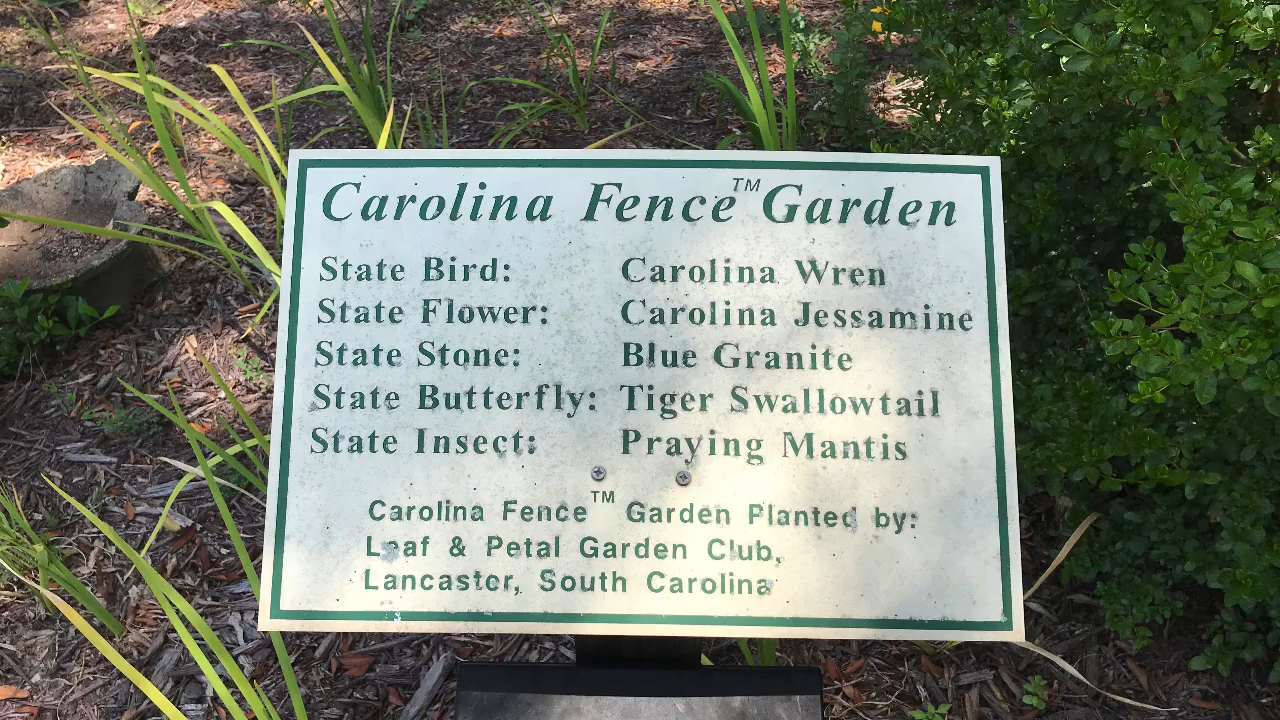 Carolina Fence™ Garden
State Bird: Carolina Wren
State Flower: Carolina Jessamine
State Stone: Blue Granite
State Butterfly: Tiger Swallowtail
State Insect: Praying Mantis
Carolina Fence™ Garden Planted by:
Leaf & Petal Garden Club,
Lancaster, South Carolina